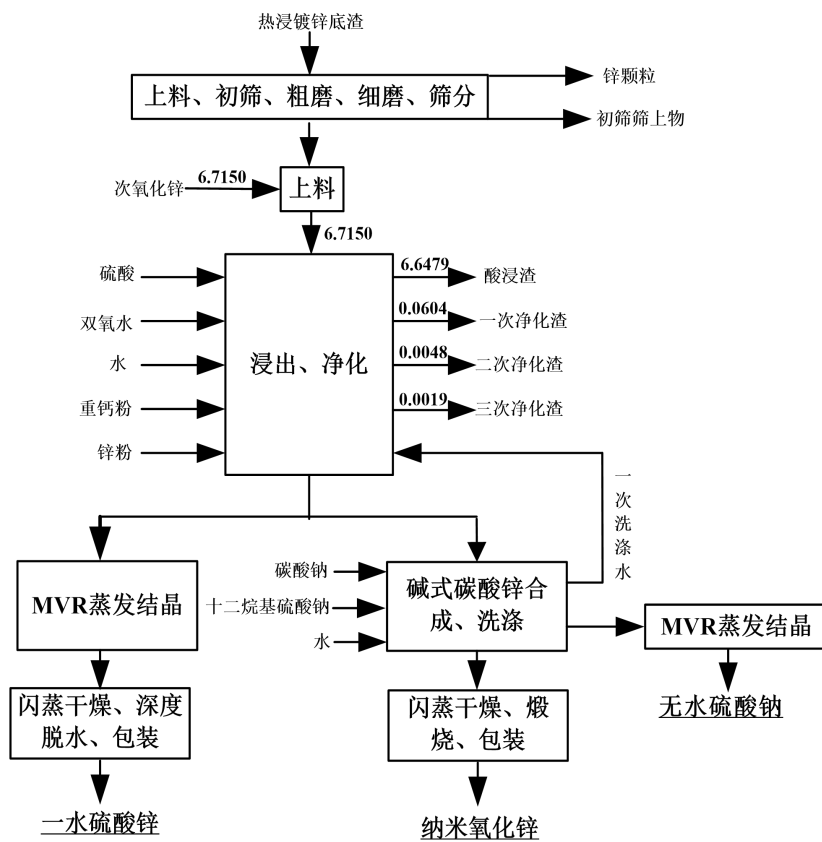 热浸镀锌底渣
上料、初筛、粗磨、细磨、筛分
锌颗粒
初筛筛上物
次氧化锌
6.7150
上料
6.7150
硫酸
双氧水
水
重钙粉
锌粉
浸出、净化
6.6479
酸浸渣
0.0604
一次净化渣
0.0048
二次净化渣
0.0019
三次净化渣
一次洗涤水
MVR蒸发结晶
碳酸钠
十二烷基硫酸钠
水
碱式碳酸锌合
成、洗涤
MVR蒸发结晶
闪蒸干燥、深度
脱水、包装
闪蒸干燥、煅
烧、包装
无水硫酸钠
一水硫酸锌
纳米氧化锌